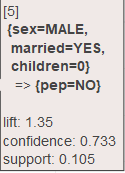 [5]
{sex=MALE,
married=YES,
children=0}
=> {pep=NO}
lift: 1.35
confidence: 0.733
support: 0.105